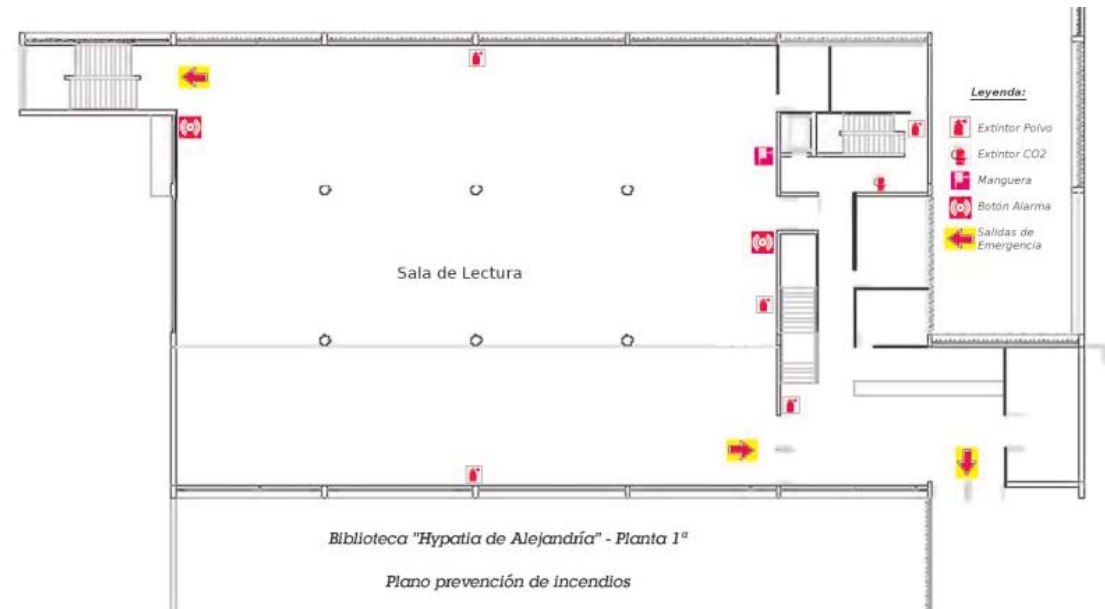 Leyenda:
Extintor Polvo
Extintor CO2
Manguera
Botón Alarma
Salidas de
Emergencia
Sala de Lectura
Biblioteca "Hypatia de Alejandría" - Planta 1ª
Plano prevención de incendios